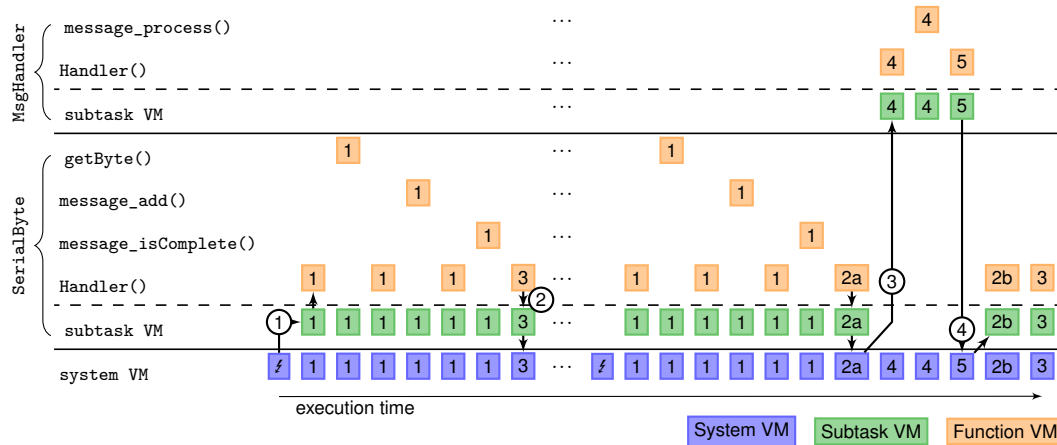 message_process() ⋯ 4
Handler() ⋯ 4 5
MsgHandler
subtask VM ⋯ 4 4 5
getByte() 1 ⋯ 1
message_add() 1 ⋯ 1
message_isComplete() 1 ⋯ 1
SerialByte
Handler() 1 1 1 3 ⋯ 1 1 1 2a 3 2b 3
2
subtask VM 1 1 1 1 1 1 1 3 ⋯ 1 1 1 1 1 1 2a 4 2b 3
system VM 1 1 1 1 1 1 3 ⋯ 1 1 1 1 1 1 2a 4 4 5 2b 3
execution time
System VM Subtask VM Function VM